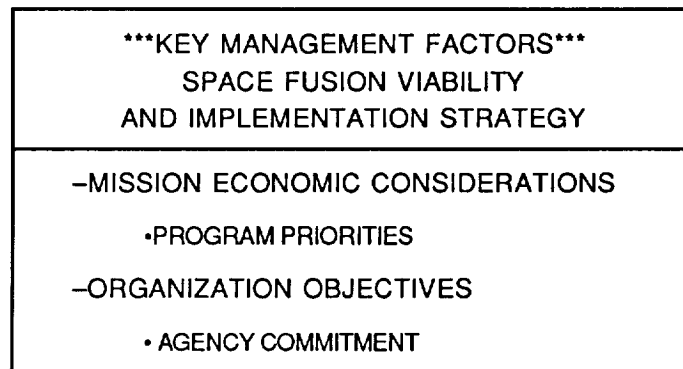 ***KEY MANAGEMENT FACTORS***
SPACE FUSION VIABILITY
AND IMPLEMENTATION STRATEGY
–MISSION ECONOMIC CONSIDERATIONS
•PROGRAM PRIORITIES
–ORGANIZATION OBJECTIVES
• AGENCY COMMITMENT